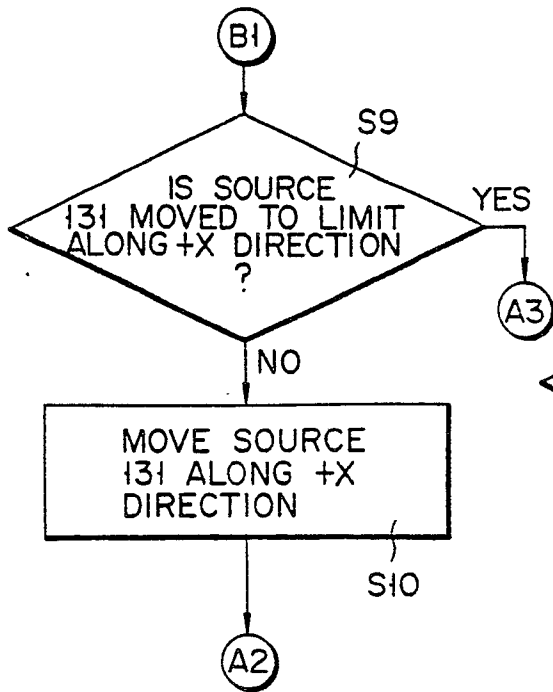 B1
S9
IS SOURCE
131 MOVED TO LIMIT
ALONG +X DIRECTION
?
YES
A3
NO
MOVE SOURCE
131 ALONG +X
DIRECTION
S10
A2